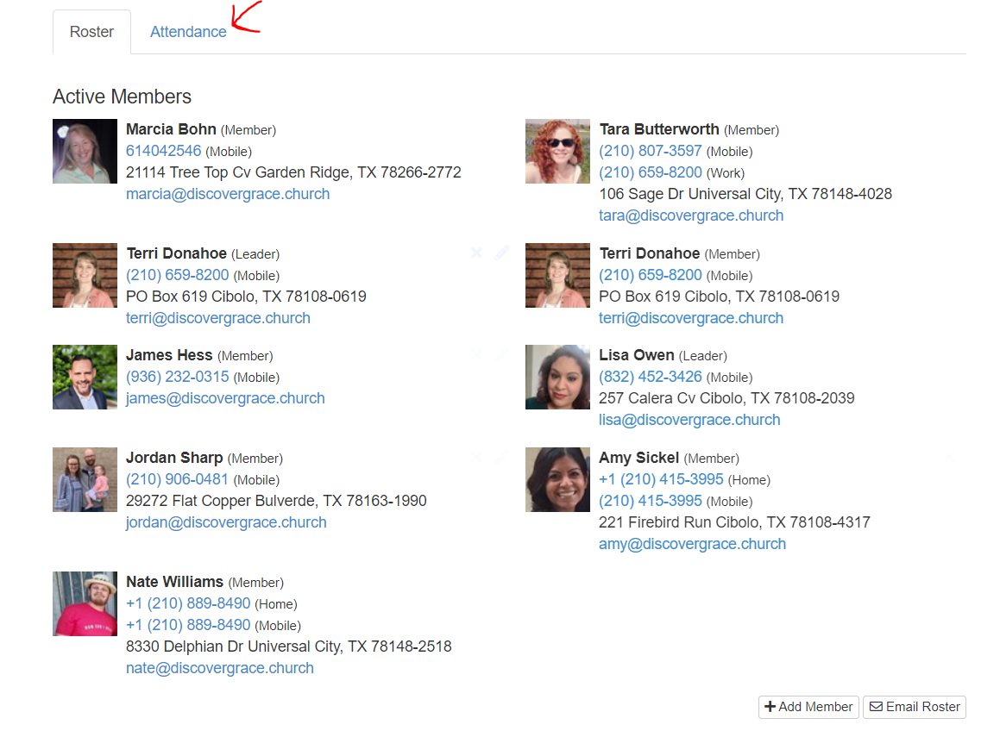 Roster Attendance
Active Members
Marcia Bohn (Member)
614042546 (Mobile)
21114 Tree Top Cv Garden Ridge, TX 78266-2772
marcia@discovergrace.church
Tara Butterworth (Member)
(210) 807-3597 (Mobile)
(210) 659-8200 (Work)
106 Sage Dr Universal City, TX 78148-4028
tara@discovergrace.church
Terri Donahoe (Leader)
(210) 659-8200 (Mobile)
PO Box 619 Cibolo, TX 78108-0619
terri@discovergrace.church
Terri Donahoe (Member)
(210) 659-8200 (Mobile)
PO Box 619 Cibolo, TX 78108-0619
terri@discovergrace.church
James Hess (Member)
(936) 232-0315 (Mobile)
james@discovergrace.church
Lisa Owen (Leader)
(832) 452-3426 (Mobile)
257 Calera Cv Cibolo, TX 78108-2039
lisa@discovergrace.church
Jordan Sharp (Member)
(210) 906-0481 (Mobile)
29272 Flat Copper Bulverde, TX 78163-1990
jordan@discovergrace.church
Amy Sickel (Member)
+1 (210) 415-3995 (Home)
(210) 415-3995 (Mobile)
221 Firebird Run Cibolo, TX 78108-4317
amy@discovergrace.church
Nate Williams (Member)
+1 (210) 889-8490 (Home)
+1 (210) 889-8490 (Mobile)
8330 Delphian Dr Universal City, TX 78148-2518
nate@discovergrace.church
Add Member Email Roster